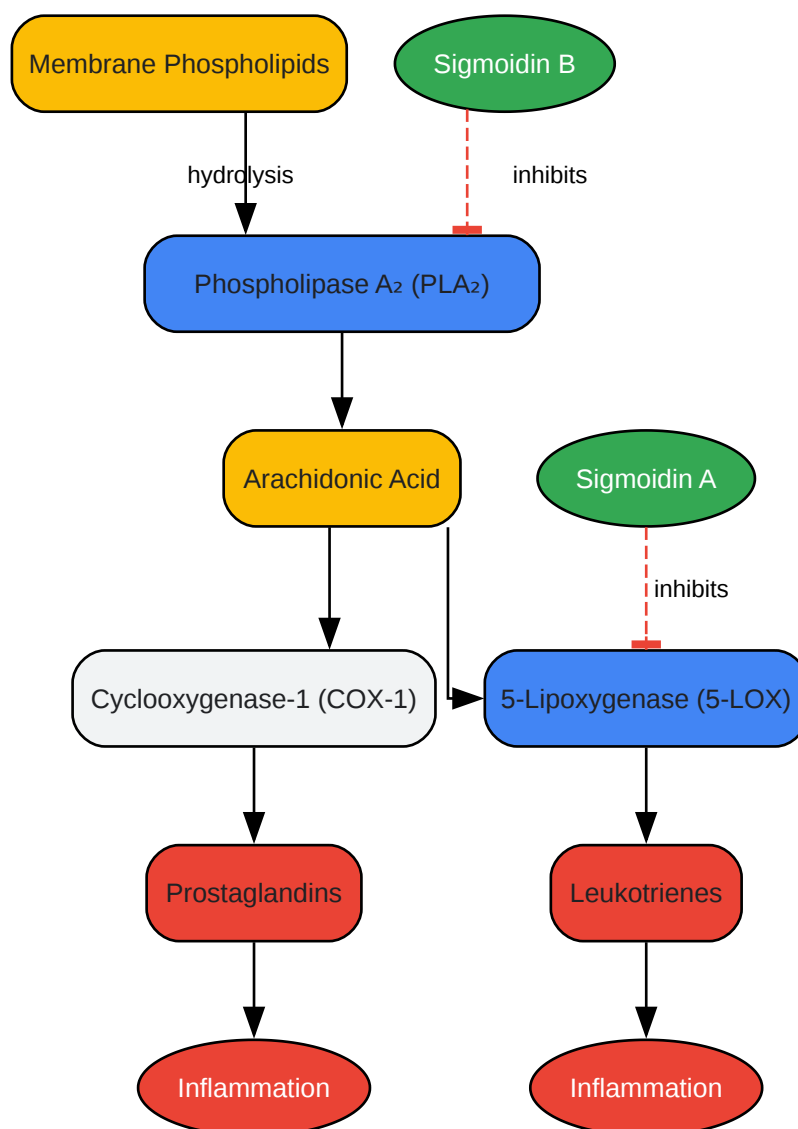 Membrane Phospholipids
Sigmoidin B
hydrolysis
inhibits
Phospholipase A₂ (PLA₂)
Arachidonic Acid
Sigmoidin A
inhibits
Cyclooxygenase-1 (COX-1)
5-Lipoxygenase (5-LOX)
Prostaglandins
Leukotrienes
Inflammation
Inflammation